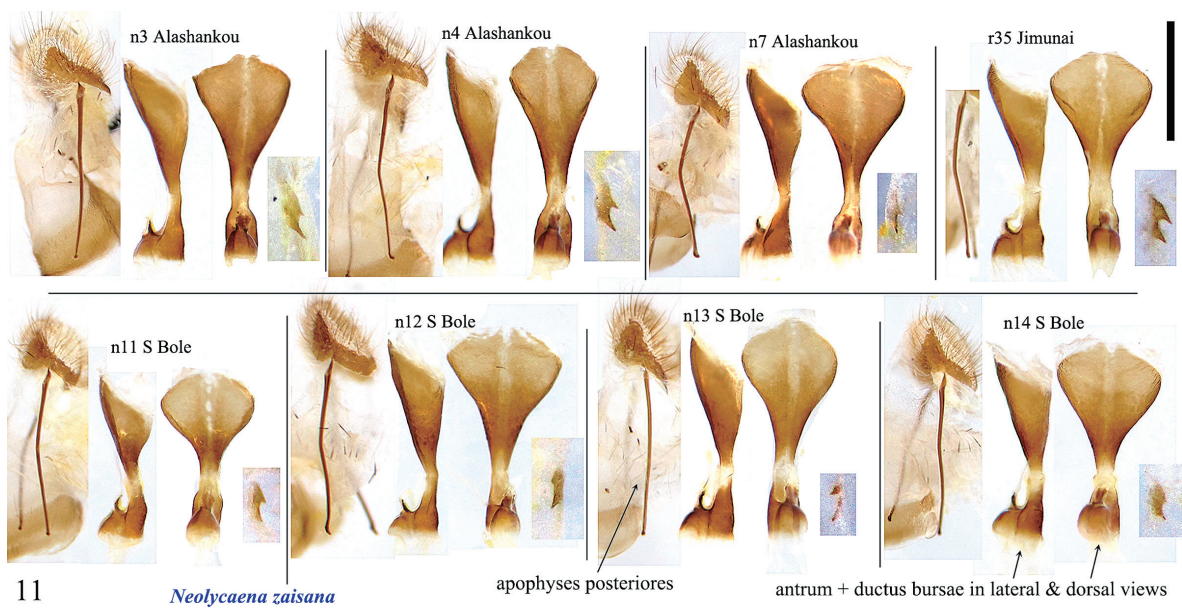 n3 Alashankou
n4 Alashankou
n7 Alashankou
r35 Jimunai
n11 S Bole
n12 S Bole
n13 S Bole
n14 S Bole
apophyses posteriores
antrum + ductus bursae in lateral & dorsal views
11
Neolycaena zaisana